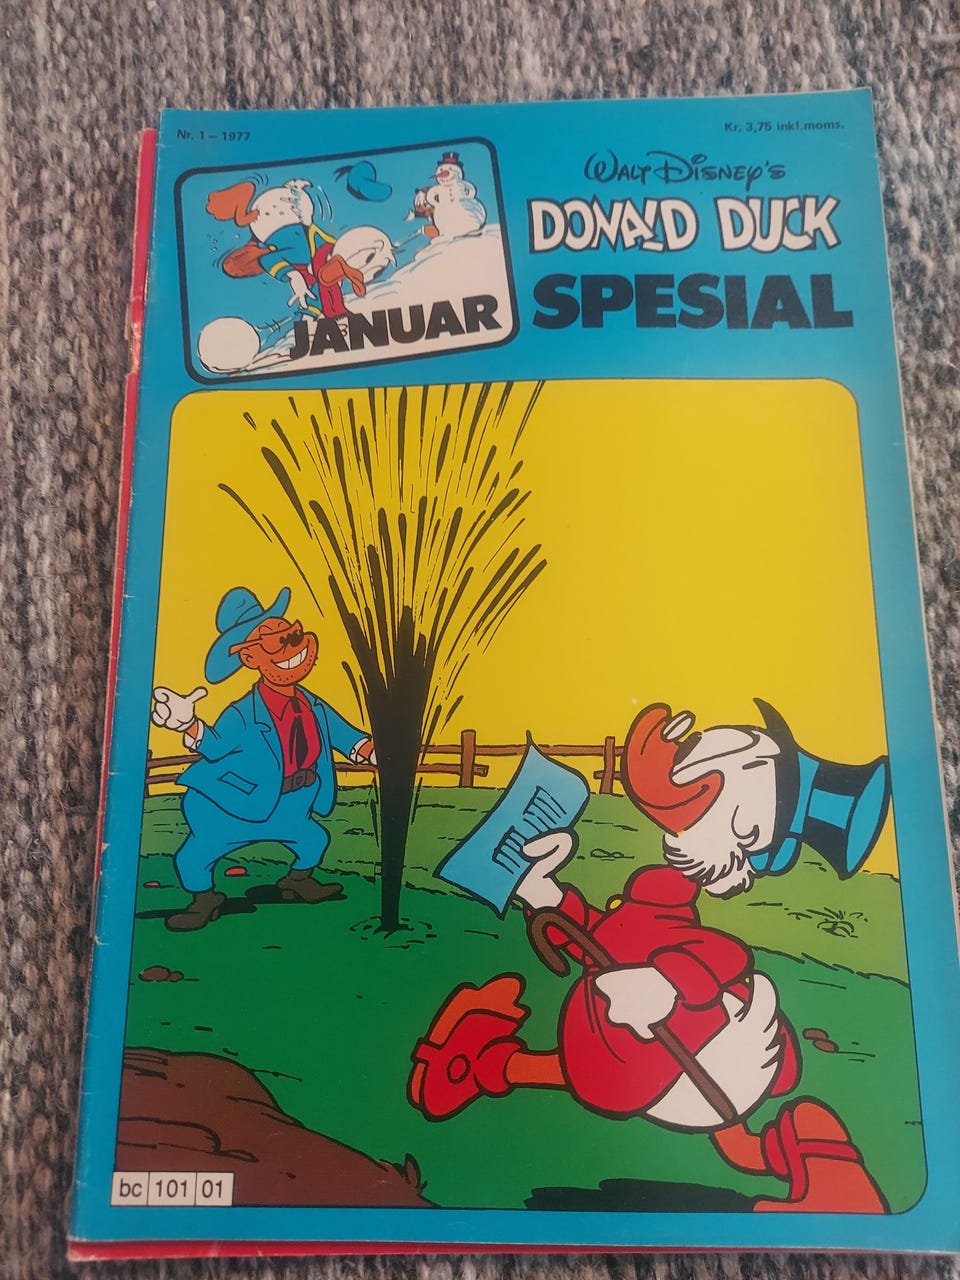 Nr. 1 – 1977
Kr. 3,75 inkl.moms.
WALT DISNEY'S
DONALD DUCK
SPESIAL
JANUAR
bc 101 01